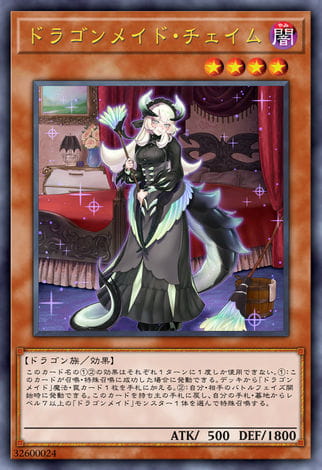 ドラゴンメイド・チェイム
闇
やみ
【ドラゴン族/効果】
このカード名の①②の効果はそれぞれ1ターンに1度しか使用できない。①:こ
のカードが召喚・特殊召喚に成功した場合に発動できる。デッキから「ドラゴン
メイド」魔法・罠カード1枚を手札に加える。②:自分・相手のバトルフェイズ開
始時に発動できる。このカードを持ち主の手札に戻し、自分の手札・墓地からレ
ベル7以上の「ドラゴンメイド」モンスター1体を選んで特殊召喚する。
ATK/ 500 DEF/1800
32600024